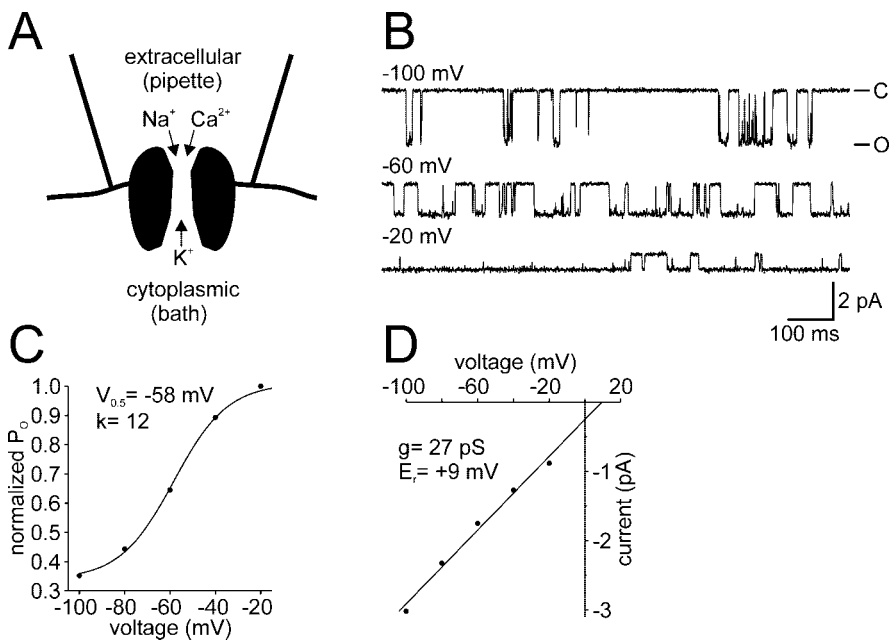 A
extracellular
(pipette)
Na⁺ Ca²⁺
K⁺
cytoplasmic
(bath)
B
-100 mV
C
O
-60 mV
-20 mV
2 pA
100 ms
C
1.0
0.9
0.8
0.7
0.6
0.5
0.4
0.3
normalized Pₒ
V₀.₅= -58 mV
k= 12
-100 -80 -60 -40 -20
voltage (mV)
D
voltage (mV)
-100 -60 -20 20
g= 27 pS
Eᵣ= +9 mV
-1
-2
-3
current (pA)